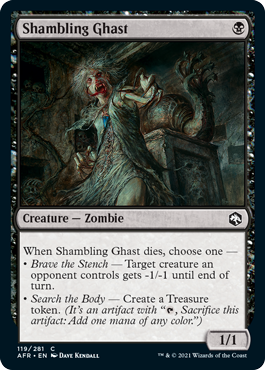 Shambling Ghast
Creature — Zombie
When Shambling Ghast dies, choose one —
• Brave the Stench — Target creature an
opponent controls gets -1/-1 until end of
turn.
• Search the Body — Create a Treasure
token. (It's an artifact with “, Sacrifice this
artifact: Add one mana of any color.”)
1/1
119/281 C
AFR • EN Dave Kendall
™ & © 2021 Wizards of the Coast